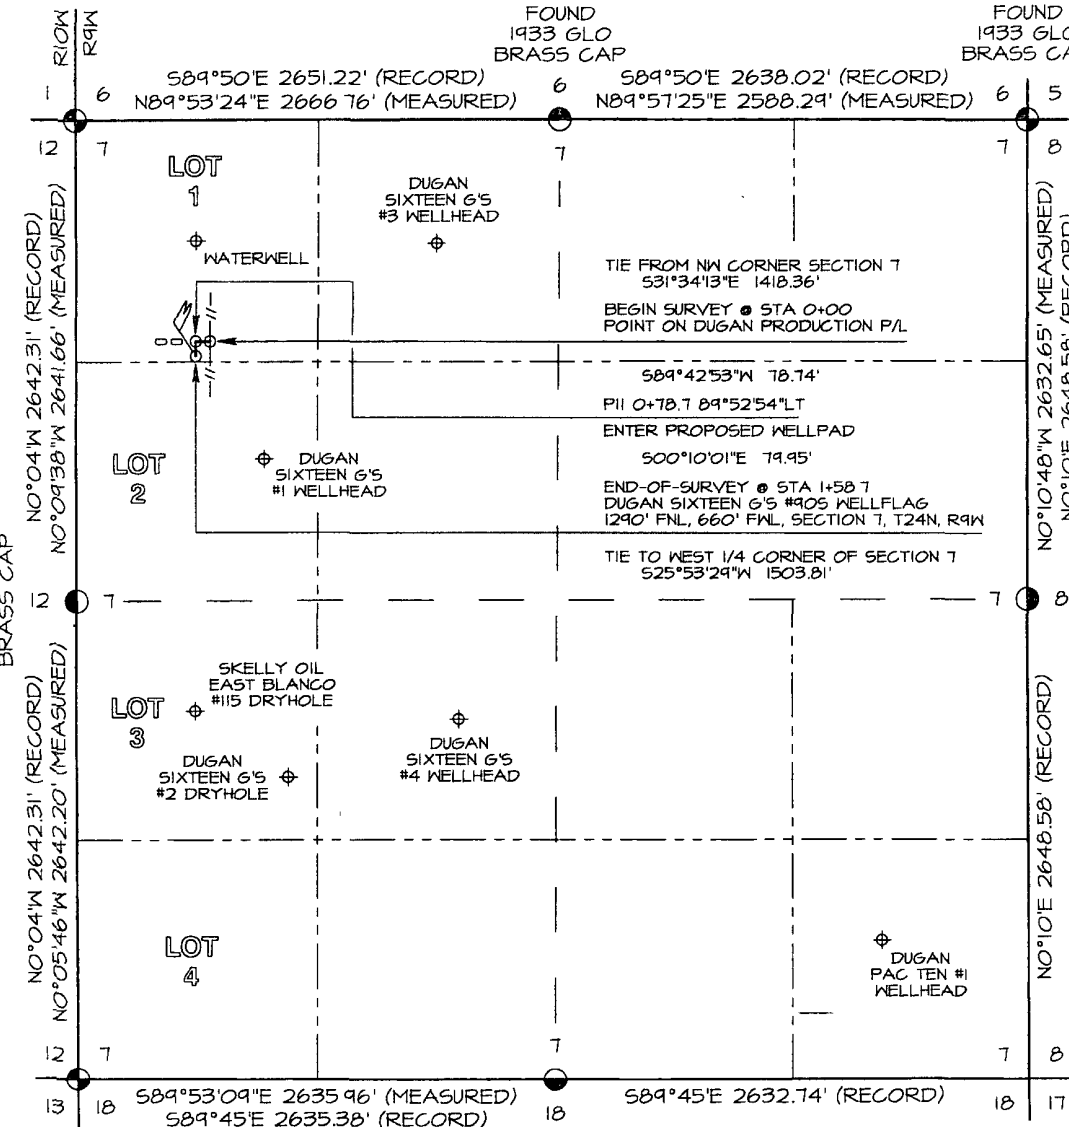 R10W
R9W
FOUND
1933 GLO
BRASS CAP
FOUND
1933 GLO
BRASS CA
S89°50'E 2651.22' (RECORD)
N89°53'24"E 2666 76' (MEASURED)
S89°50'E 2638.02' (RECORD)
N89°57'25"E 2588.29' (MEASURED)
1
6
6
6
5
12
7
7
7
8
LOT
1
DUGAN
SIXTEEN G'S
#3 WELLHEAD
WATERWELL
N0°04'W 2642.31' (RECORD)
N0°09'38"W 2641.66' (MEASURED)
N0°10'48"W 2632.65' (MEASURED)
N0°10'E 2648.58' (RECORD)
TIE FROM NW CORNER SECTION 7
S31°34'13"E 1418.36'
BEGIN SURVEY @ STA 0+00
POINT ON DUGAN PRODUCTION P/L
S89°42'53"W 78.74'
PI1 0+78.7 89°52'54"LT
ENTER PROPOSED WELLPAD
S00°10'01"E 79.95'
LOT
2
DUGAN
SIXTEEN G'S
#1 WELLHEAD
END-OF-SURVEY @ STA 1+58 7
DUGAN SIXTEEN G'S #90S WELLFLAG
1290' FNL, 660' FWL, SECTION 7, T24N, R9W
TIE TO WEST 1/4 CORNER OF SECTION 7
S25°53'29"W 1503.81'
BRASS CAP
12
7
7
8
SKELLY OIL
EAST BLANCO
#115 DRYHOLE
LOT
3
DUGAN
SIXTEEN G'S
#2 DRYHOLE
DUGAN
SIXTEEN G'S
#4 WELLHEAD
N0°04'W 2642.31' (RECORD)
N0°05'46"W 2642.20' (MEASURED)
N0°10'E 2648.58' (RECORD)
LOT
4
DUGAN
PAC TEN #1
WELLHEAD
12
7
7
7
8
13
18
S89°53'09"E 2635 96' (MEASURED)
S89°45'E 2635.38' (RECORD)
18
S89°45'E 2632.74' (RECORD)
18
17